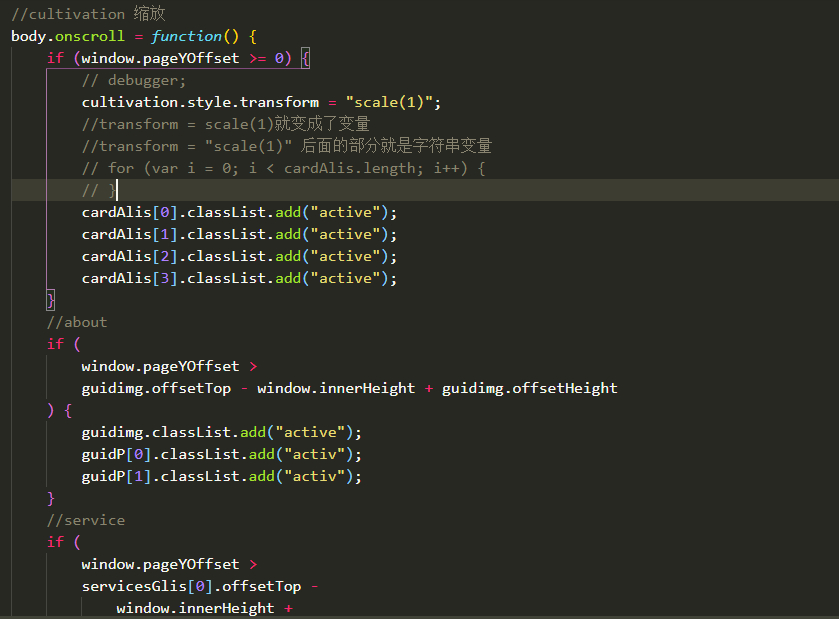 //cultivation 缩放
body.onscroll = function() {
if (window.pageYOffset >= 0) {
// debugger;
cultivation.style.transform = "scale(1)";
//transform = scale(1)就变成了变量
//transform = "scale(1)" 后面的部分就是字符串变量
// for (var i = 0; i < cardAlis.length; i++) {
// }
cardAlis[0].classList.add("active");
cardAlis[1].classList.add("active");
cardAlis[2].classList.add("active");
cardAlis[3].classList.add("active");
}
//about
if (
window.pageYOffset >
guidimg.offsetTop - window.innerHeight + guidimg.offsetHeight
) {
guidimg.classList.add("active");
guidP[0].classList.add("activ");
guidP[1].classList.add("activ");
}
//service
if (
window.pageYOffset >
servicesGlis[0].offsetTop -
window.innerHeight +